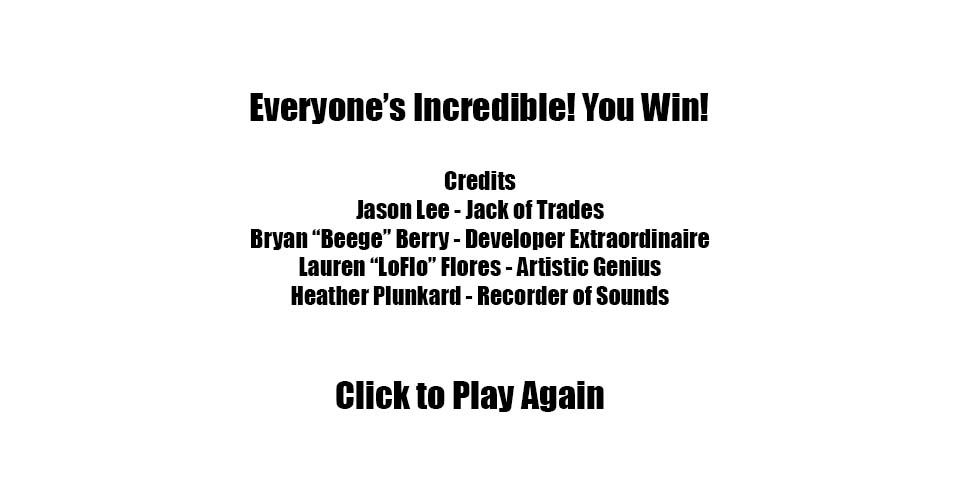 Everyone’s Incredible! You Win!
Credits
Jason Lee - Jack of Trades
Bryan “Beege” Berry - Developer Extraordinaire
Lauren “LoFlo” Flores - Artistic Genius
Heather Plunkard - Recorder of Sounds
Click to Play Again